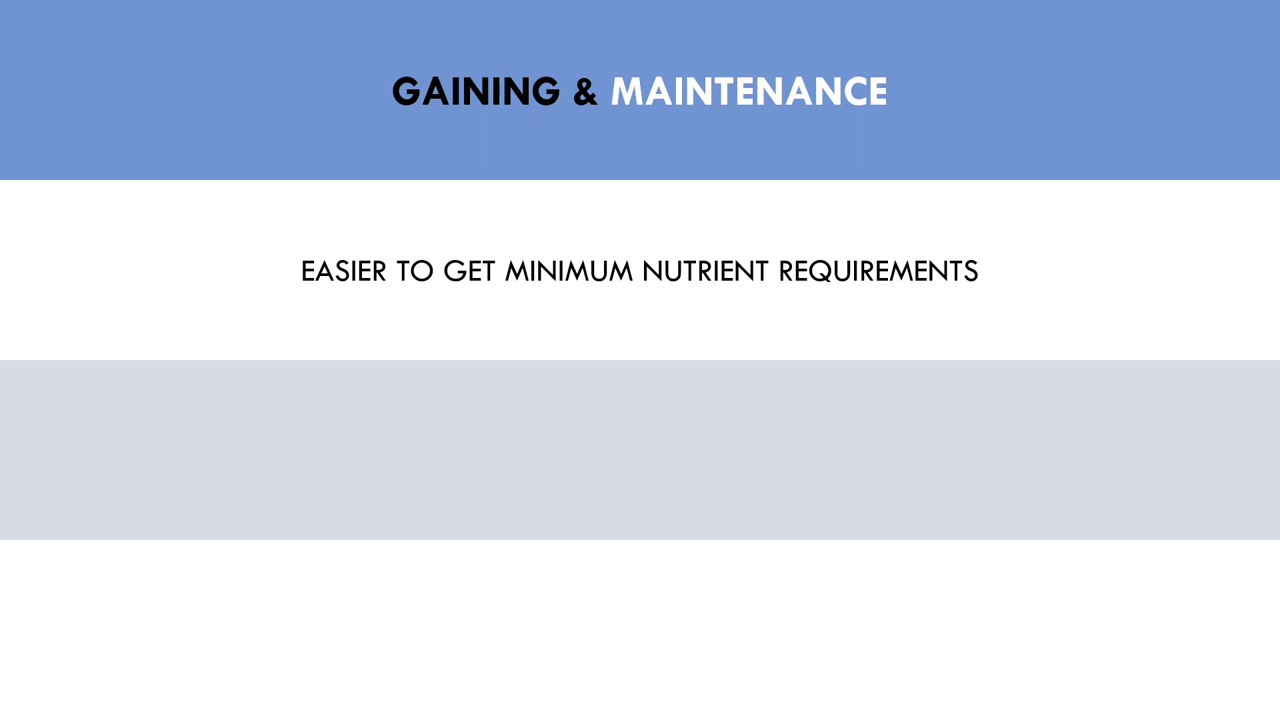 GAINING & MAINTENANCE
EASIER TO GET MINIMUM NUTRIENT REQUIREMENTS